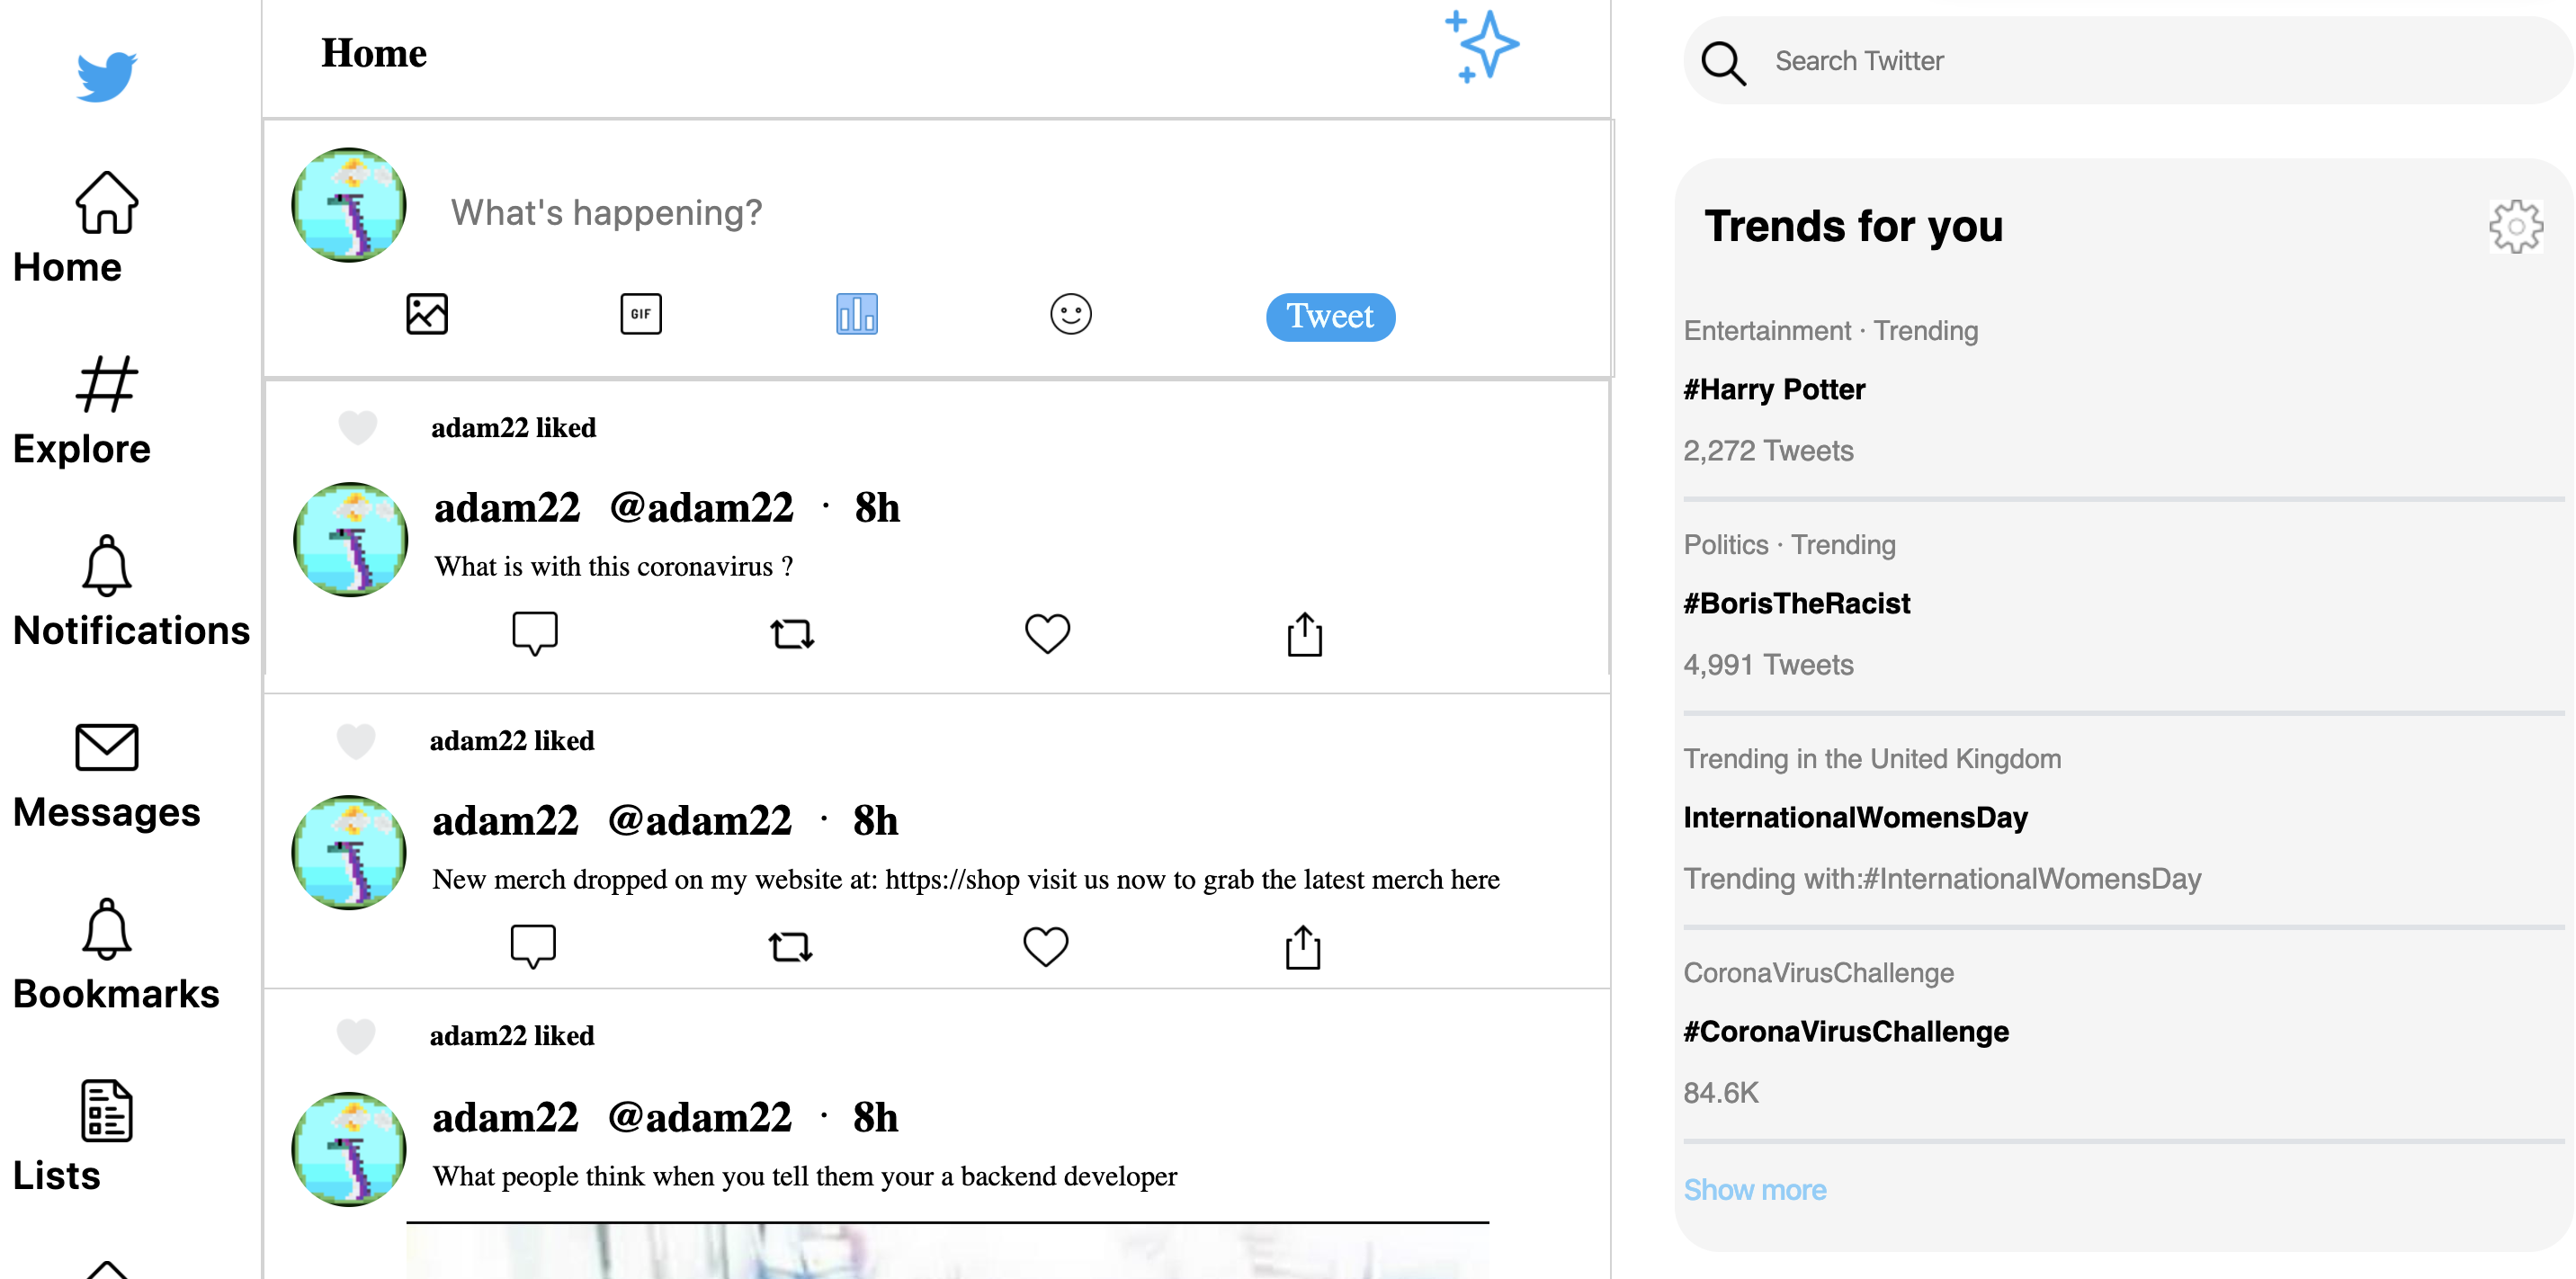 Home
Explore
Notifications
Messages
Bookmarks
Lists
Home
What's happening?
GIF
Tweet
adam22 liked
adam22 @adam22 · 8h
What is with this coronavirus ?
adam22 liked
adam22 @adam22 · 8h
New merch dropped on my website at: https://shop visit us now to grab the latest merch here
adam22 liked
adam22 @adam22 · 8h
What people think when you tell them your a backend developer
Search Twitter
Trends for you
Entertainment · Trending
#Harry Potter
2,272 Tweets
Politics · Trending
#BorisTheRacist
4,991 Tweets
Trending in the United Kingdom
InternationalWomensDay
Trending with:#InternationalWomensDay
CoronaVirusChallenge
#CoronaVirusChallenge
84.6K
Show more